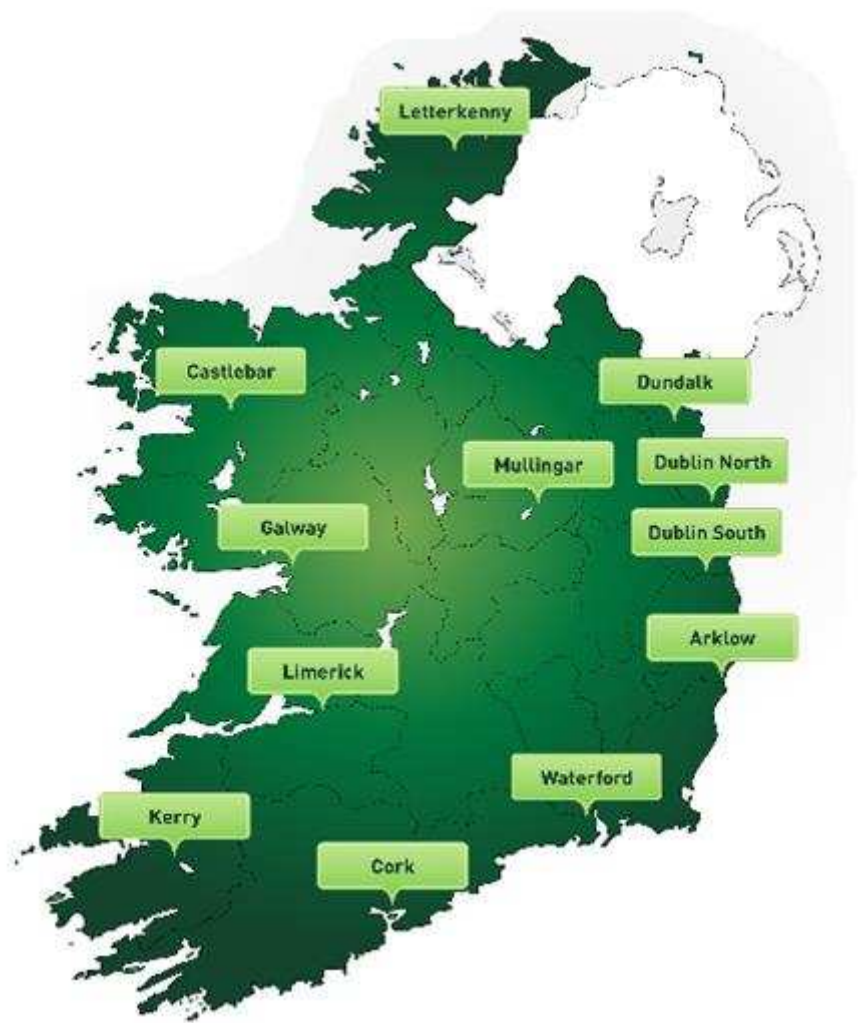 Letterkenny
Castlebar
Dundalk
Mullingar
Dublin North
Galway
Dublin South
Arklow
Limerick
Waterford
Kerry
Cork